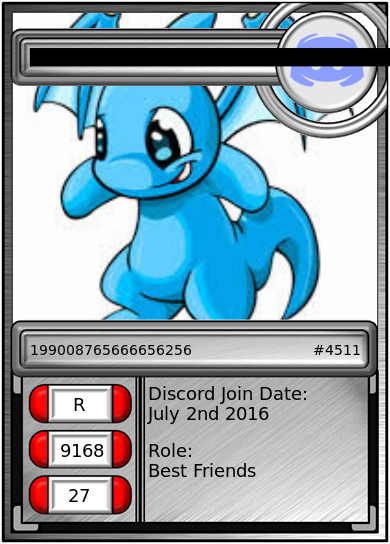 199008765666656256 #4511
R
9168
27
Discord Join Date:
July 2nd 2016
Role:
Best Friends